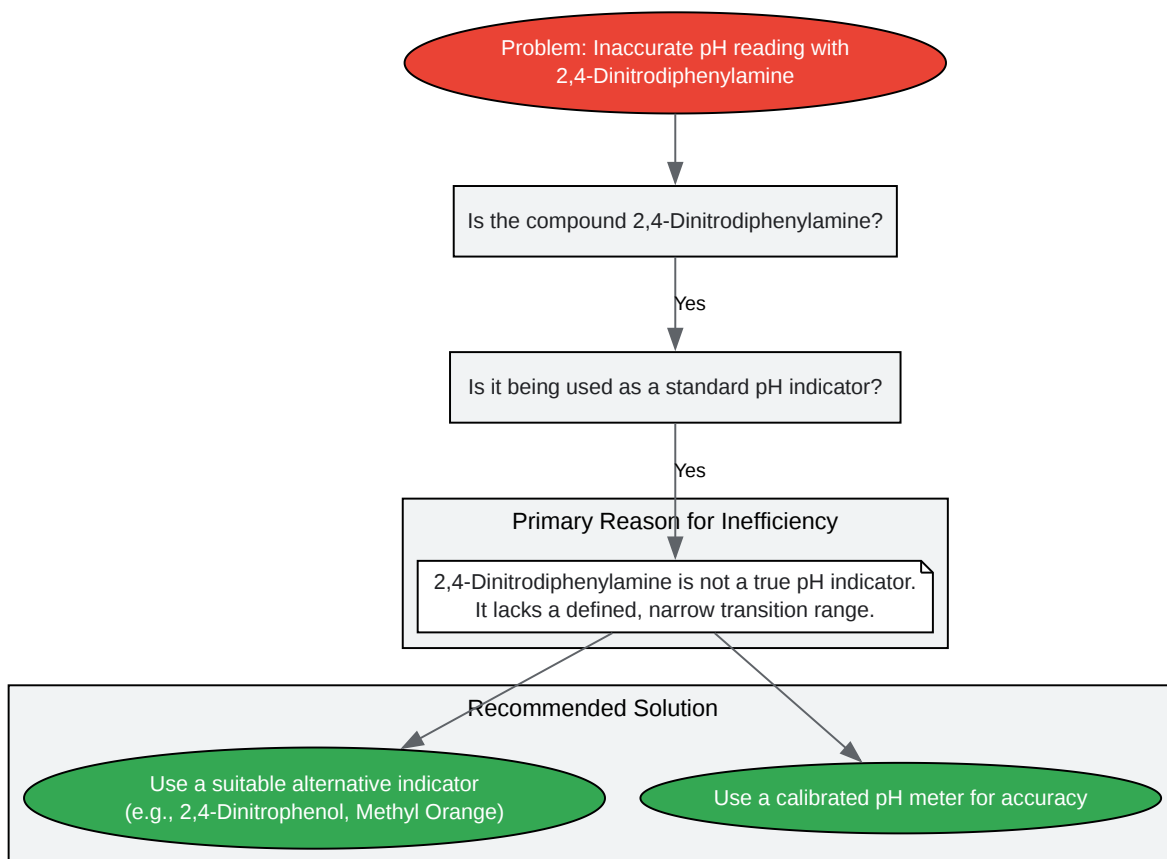 Problem: Inaccurate pH reading with
2,4-Dinitrodiphenylamine
Is the compound 2,4-Dinitrodiphenylamine?
Yes
Is it being used as a standard pH indicator?
Yes
Primary Reason for Inefficiency
2,4-Dinitrodiphenylamine is not a true pH indicator.
It lacks a defined, narrow transition range.
Recommended Solution
Use a suitable alternative indicator
(e.g., 2,4-Dinitrophenol, Methyl Orange)
Use a calibrated pH meter for accuracy